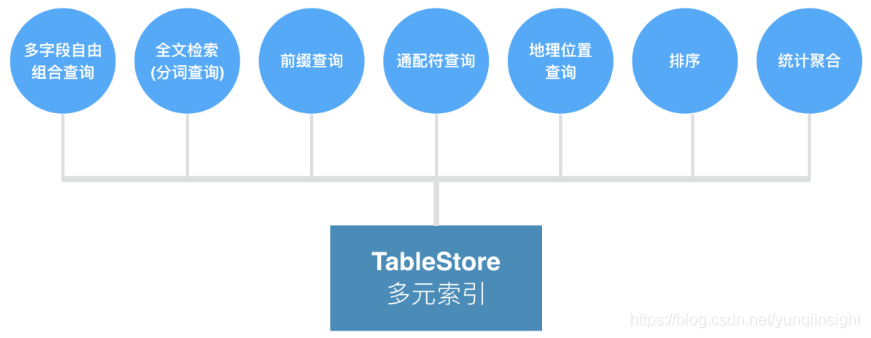 多字段自由
组合查询
全文检索
(分词查询)
前缀查询
通配符查询
地理位置
查询
排序
统计聚合
TableStore
多元索引
https://blog.csdn.net/yunqiinsight